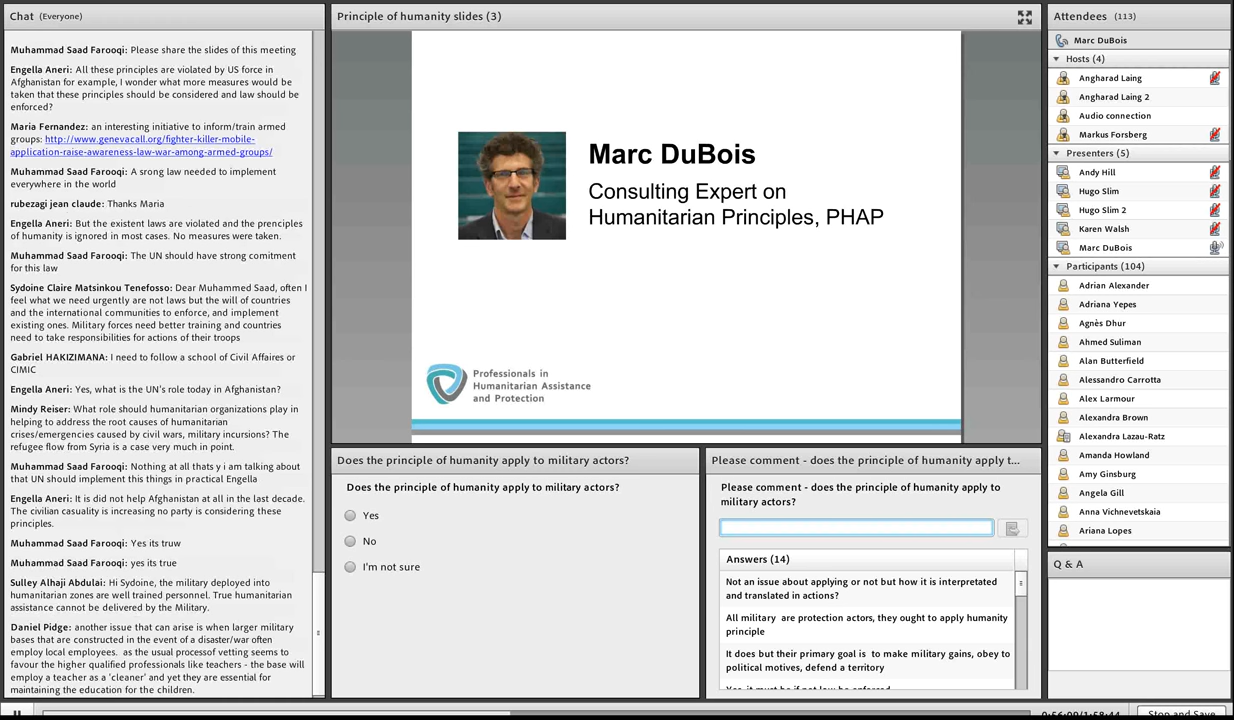 Chat (Everyone)
Muhammad Saad Farooqi: Please share the slides of this meeting
Engella Aneri: All these principles are violated by US force in
Afghanistan for example, I wonder what more measures would be
taken that these principles should be considered and law should be
enforced?
Maria Fernandez: an interesting initiative to inform/train armed
groups: http://www.genevacall.org/fighter-killer-mobile-
application-raise-awareness-law-war-among-armed-groups/
Muhammad Saad Farooqi: A srong law needed to implement
everywhere in the world
rubezagi jean claude: Thanks Maria
Engella Aneri: But the existent laws are violated and the prenciples
of humanity is ignored in most cases. No measures were taken.
Muhammad Saad Farooqi: The UN should have strong comitment
for this law
Sydoine Claire Matsinkou Tenefosso: Dear Muhammed Saad, often I
feel what we need urgently are not laws but the will of countries
and the international communities to enforce, and implement
existing ones. Military forces need better training and countries
need to take responsibilities for actions of their troops
Gabriel HAKIZIMANA: I need to follow a school of Civil Affaires or
CIMIC
Engella Aneri: Yes, what is the UN's role today in Afghanistan?
Mindy Reiser: What role should humanitarian organizations play in
helping to address the root causes of humanitarian
crises/emergencies caused by civil wars, military incursions? The
refugee flow from Syria is a case very much in point.
Muhammad Saad Farooqi: Nothing at all thats y i am talking about
that UN should implement this things in practical Engella
Engella Aneri: It is did not help Afghanistan at all in the last decade.
The civilian casuality is increasing no party is considering these
principles.
Muhammad Saad Farooqi: Yes its truw
Muhammad Saad Farooqi: yes its true
Sulley Alhaji Abdulai: Hi Sydoine, the military deployed into
humanitarian zones are well trained personnel. True humanitarian
assistance cannot be delivered by the Military.
Daniel Pidge: another issue that can arise is when larger military
bases that are constructed in the event of a disaster/war often
employ local employees. as the usual processof vetting seems to
favour the higher qualified professionals like teachers - the base will
employ a teacher as a 'cleaner' and yet they are essential for
maintaining the education for the children.
Principle of humanity slides (3)
Marc DuBois
Consulting Expert on
Humanitarian Principles, PHAP
Professionals in
Humanitarian Assistance
and Protection
Does the principle of humanity apply to military actors?
Does the principle of humanity apply to military actors?
Yes
No
I'm not sure
Please comment - does the principle of humanity apply t...
Please comment - does the principle of humanity apply to
military actors?
Answers (14)
Not an issue about applying or not but how it is interpretated
and translated in actions?
All military are protection actors, they ought to apply humanity
principle
It does but their primary goal is to make military gains, obey to
political motives, defend a territory
Yes, it must be if not law be enforced
Attendees (113)
Marc DuBois
Hosts (4)
Angharad Laing
Angharad Laing 2
Audio connection
Markus Forsberg
Presenters (5)
Andy Hill
Hugo Slim
Hugo Slim 2
Karen Walsh
Marc DuBois
Participants (104)
Adrian Alexander
Adriana Yepes
Agnès Dhur
Ahmed Suliman
Alan Butterfield
Alessandro Carrotta
Alex Larmour
Alexandra Brown
Alexandra Lazau-Ratz
Amanda Howland
Amy Ginsburg
Angela Gill
Anna Vichnevetskaia
Ariana Lopes
Q & A
0:56:00/1:58:44
Stop and Save